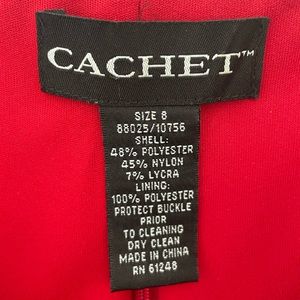 CACHET™
SIZE 8
88025/10756
SHELL:
48% POLYESTER
45% NYLON
7% LYCRA
LINING:
100% POLYESTER
PROTECT BUCKLE
PRIOR
TO CLEANING
DRY CLEAN
MADE IN CHINA
RN 61248